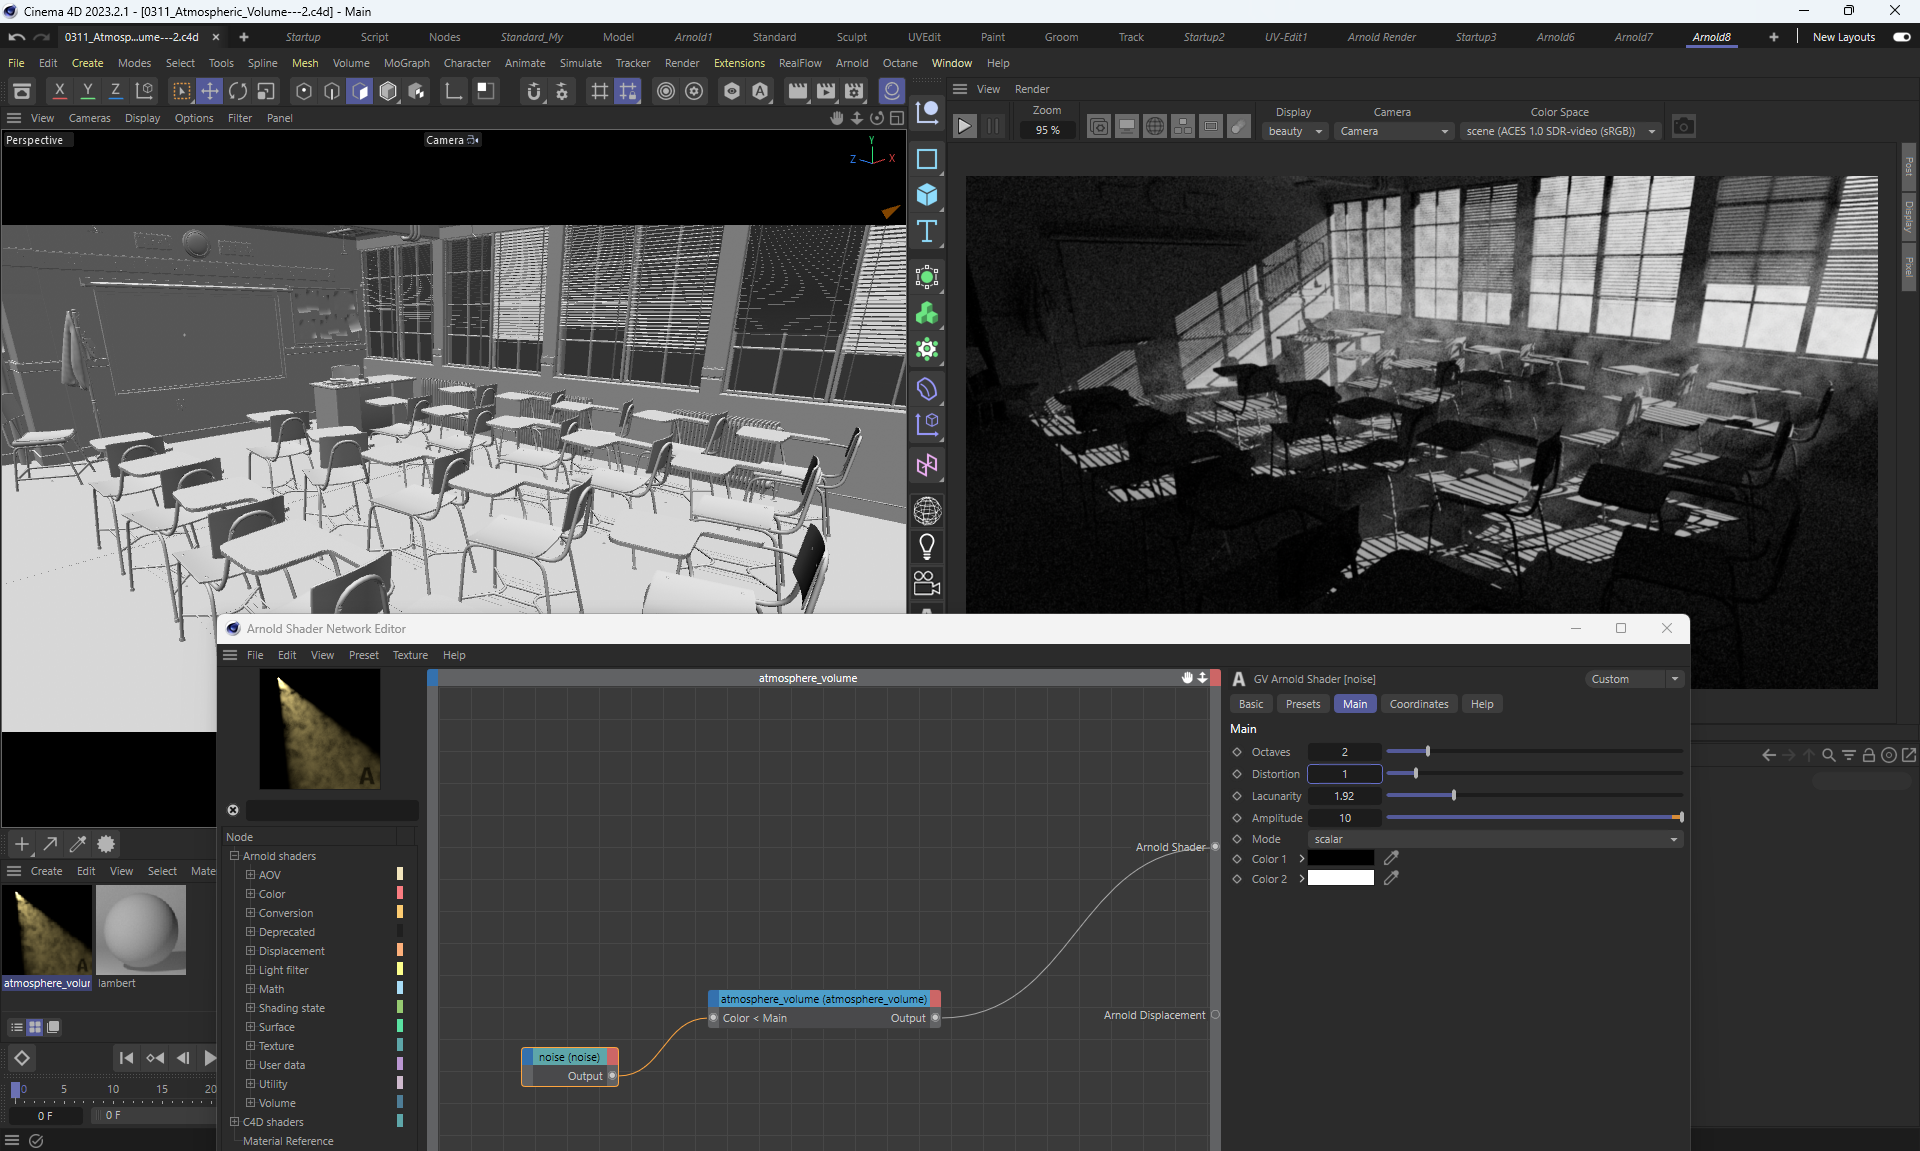 Cinema 4D 2023.2.1 - [0311_Atmospheric_Volume---2.c4d] - Main
0311_Atmosp...ume---2.c4d
Startup
Script
Nodes
Standard_My
Model
Arnold1
Standard
Sculpt
UVEdit
Paint
Groom
Track
Startup2
UV-Edit1
Arnold Render
Startup3
Arnold6
Arnold7
Arnold8
New Layouts
File Edit Create Modes Select Tools Spline Mesh Volume MoGraph Character Animate Simulate Tracker Render Extensions RealFlow Arnold Octane Window Help
X Y Z
View Render
View Cameras Display Options Filter Panel
Zoom
95 %
Display
beauty
Camera
Camera
Color Space
scene (ACES 1.0 SDR-video (sRGB))
Perspective
Camera
Y
Z X
Post
Display
Pixel
Arnold Shader Network Editor
File Edit View Preset Texture Help
atmosphere_volume
A
GV Arnold Shader [noise]
Custom
Basic
Presets
Main
Coordinates
Help
Main
Octaves 2
Distortion 1
Lacunarity 1.92
Amplitude 10
Mode scalar
Color 1
Color 2
Node
Arnold shaders
AOV
Color
Conversion
Deprecated
Displacement
Light filter
Math
Shading state
Surface
Texture
User data
Utility
Volume
C4D shaders
Material Reference
Arnold Shader
Arnold Displacement
atmosphere_volume (atmosphere_volume)
Color < Main
Output
noise (noise)
Output
Create Edit View Select Mate
atmosphere_volur
lambert
0 5 10 15 20
0 F
0 F